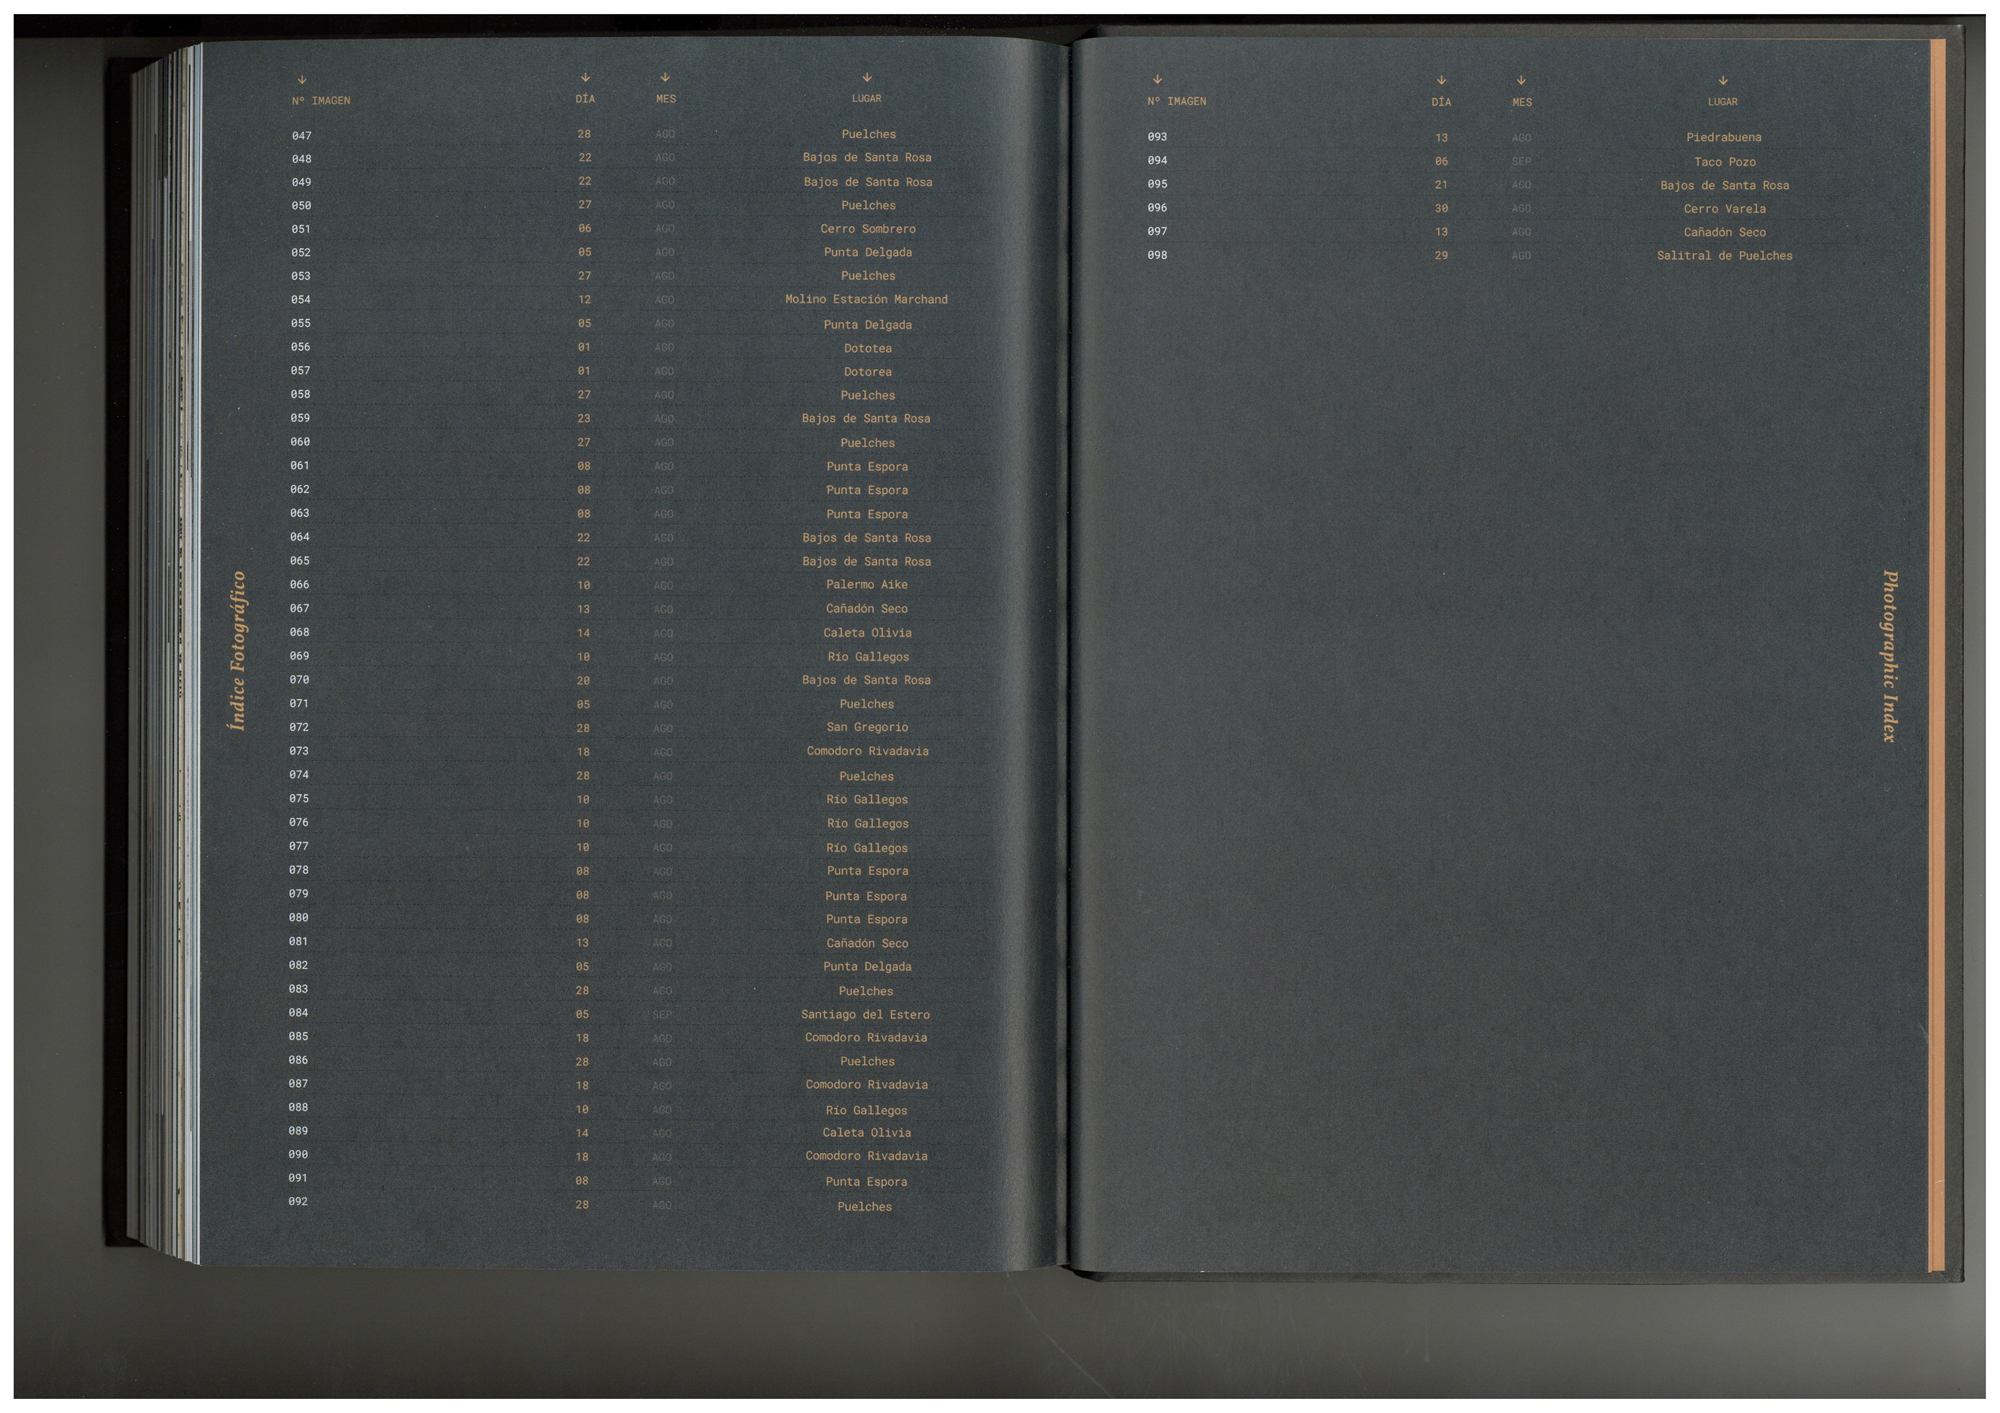 Nº IMAGEN DÍA MES LUGAR
047 28 AGO Puelches
048 22 AGO Bajos de Santa Rosa
049 22 AGO Bajos de Santa Rosa
050 27 AGO Puelches
051 06 AGO Cerro Sombrero
052 05 AGO Punta Delgada
053 27 AGO Puelches
054 12 AGO Molino Estación Marchand
055 05 AGO Punta Delgada
056 01 AGO Dototea
057 01 AGO Dotorea
058 27 AGO Puelches
059 23 AGO Bajos de Santa Rosa
060 27 AGO Puelches
061 08 AGO Punta Espora
062 08 AGO Punta Espora
063 08 AGO Punta Espora
064 22 AGO Bajos de Santa Rosa
065 22 AGO Bajos de Santa Rosa
066 10 AGO Palermo Aike
067 13 AGO Cañadón Seco
068 14 AGO Caleta Olivia
069 10 AGO Río Gallegos
070 20 AGO Bajos de Santa Rosa
071 05 AGO Puelches
072 28 AGO San Gregorio
073 18 AGO Comodoro Rivadavia
074 28 AGO Puelches
075 10 AGO Río Gallegos
076 10 AGO Río Gallegos
077 10 AGO Río Gallegos
078 08 AGO Punta Espora
079 08 AGO Punta Espora
080 08 AGO Punta Espora
081 13 AGO Cañadón Seco
082 05 AGO Punta Delgada
083 28 AGO Puelches
084 05 SEP Santiago del Estero
085 18 AGO Comodoro Rivadavia
086 28 AGO Puelches
087 18 AGO Comodoro Rivadavia
088 10 AGO Río Gallegos
089 14 AGO Caleta Olivia
090 18 AGO Comodoro Rivadavia
091 08 AGO Punta Espora
092 28 AGO Puelches
Índice Fotográfico
Nº IMAGEN DÍA MES LUGAR
093 13 AGO Piedrabuena
094 06 SEP Taco Pozo
095 21 AGO Bajos de Santa Rosa
096 30 AGO Cerro Varela
097 13 AGO Cañadón Seco
098 29 AGO Salitral de Puelches
Photographic Index